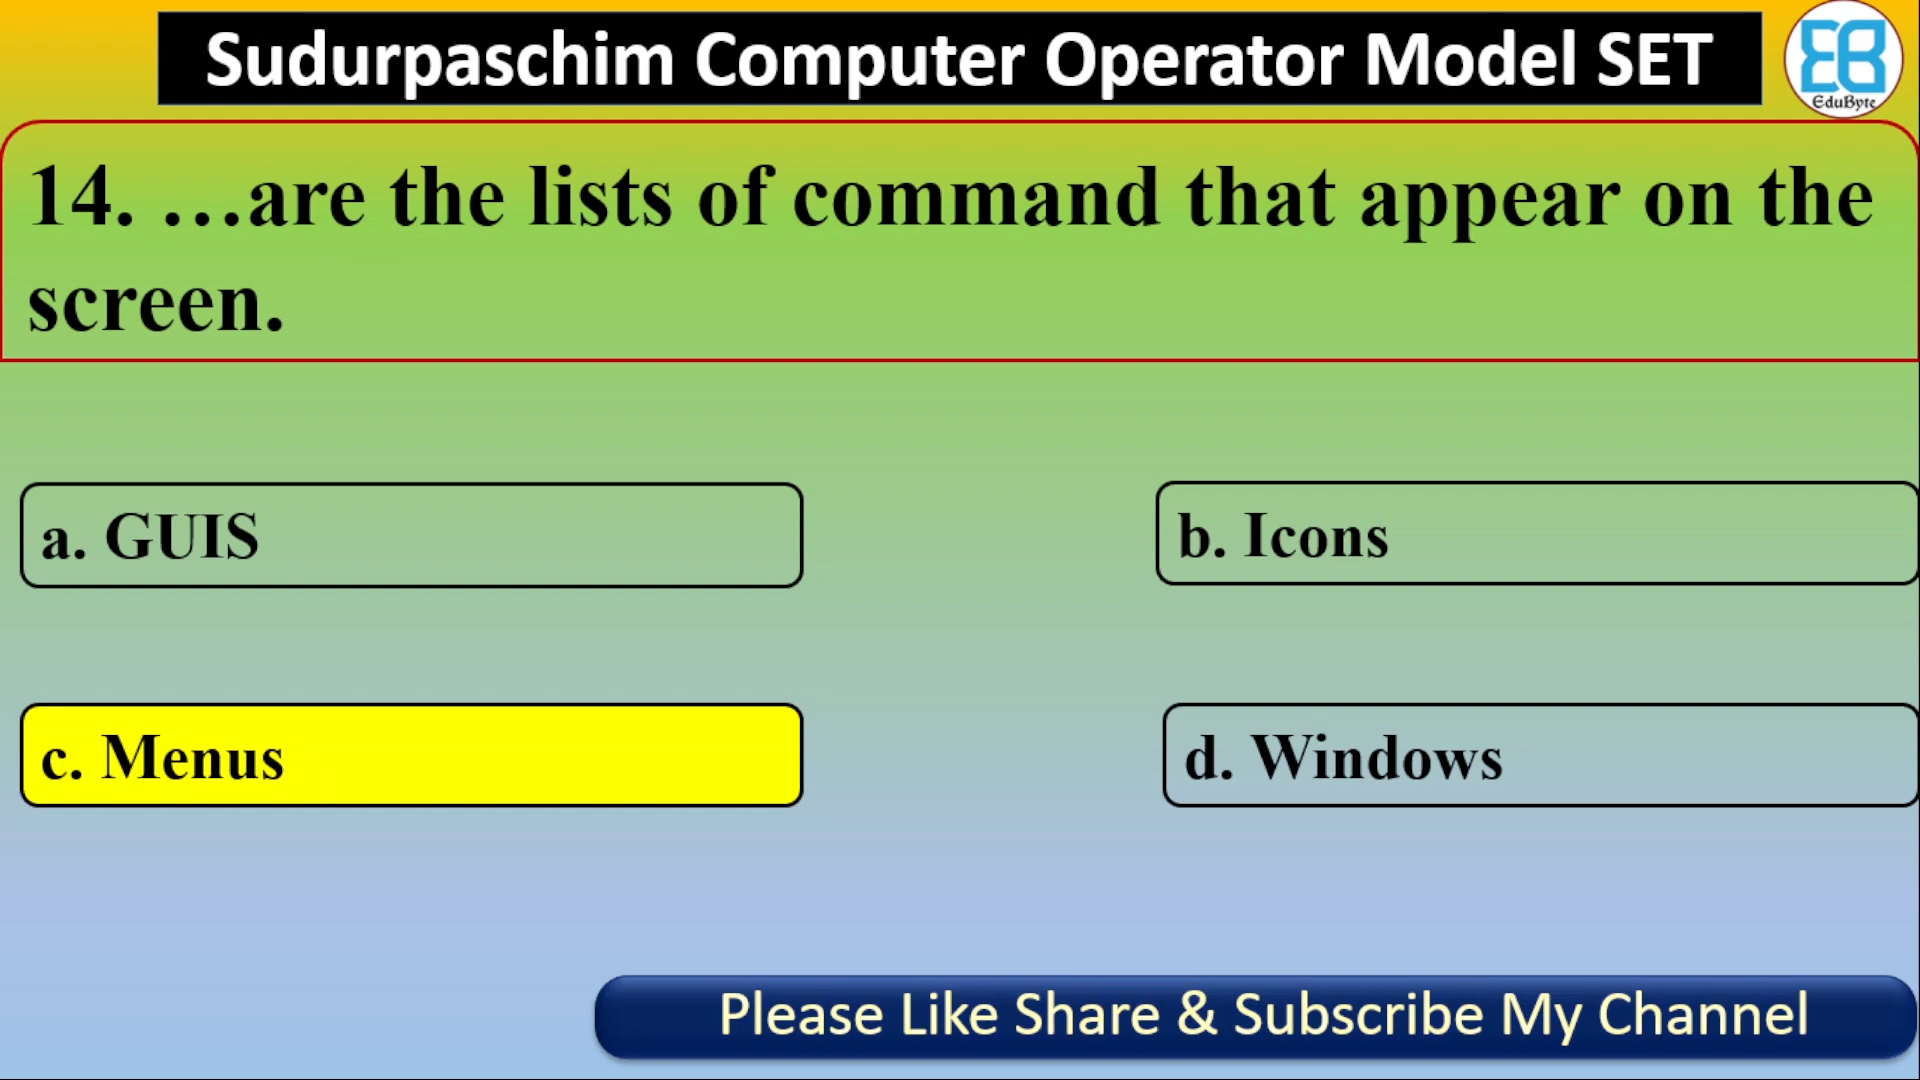 Sudurpaschim Computer Operator Model SET
EduByte
14. ...are the lists of command that appear on the
screen.
a. GUIS
b. Icons
c. Menus
d. Windows
Please Like Share & Subscribe My Channel